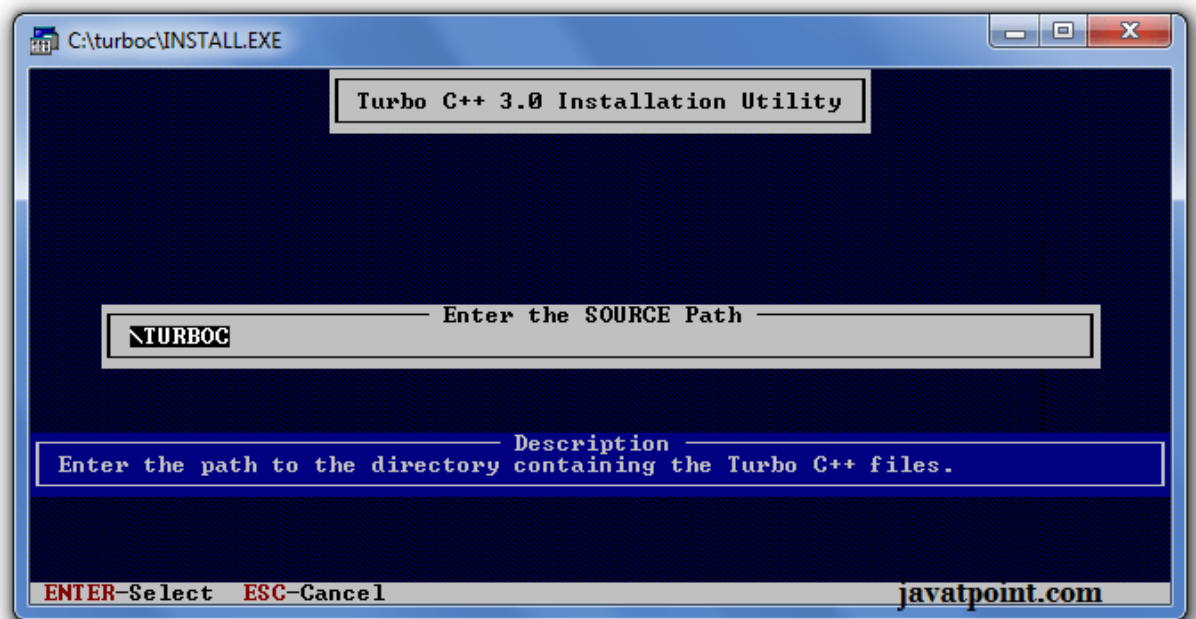 C:\turboc\INSTALL.EXE
Turbo C++ 3.0 Installation Utility
Enter the SOURCE Path
\TURBOC
Description
Enter the path to the directory containing the Turbo C++ files.
ENTER-Select ESC-Cancel
javatpoint.com